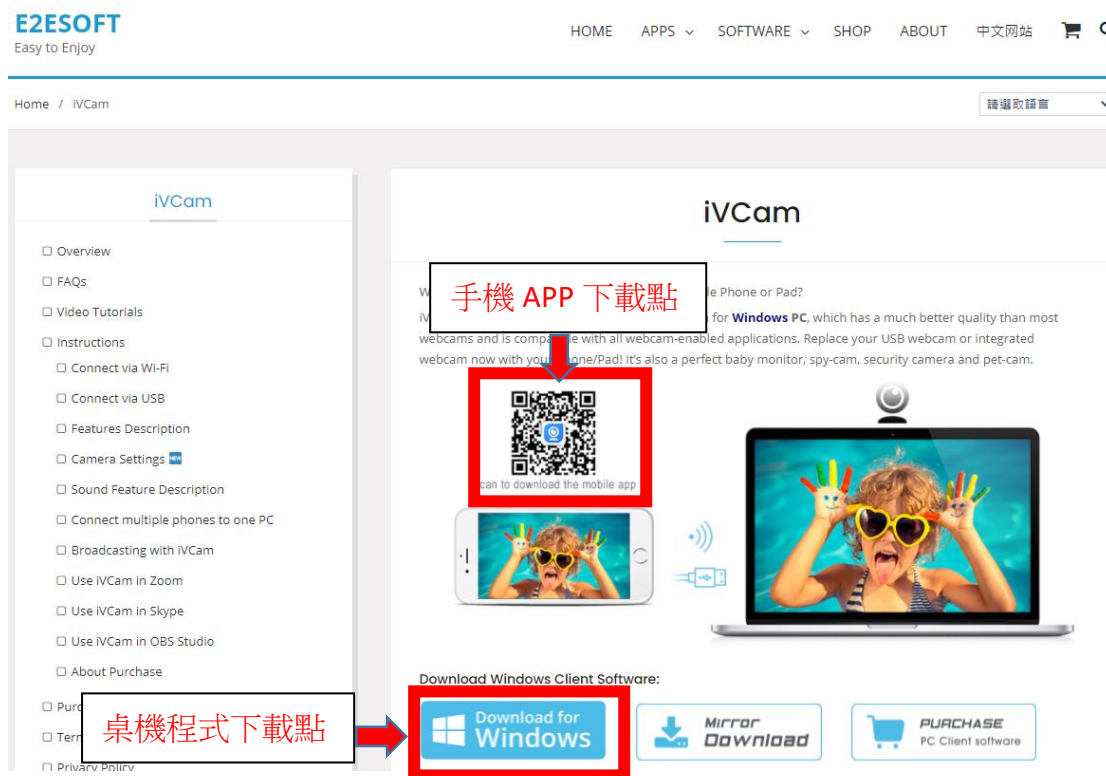 E2ESOFT
Easy to Enjoy
HOME APPS SOFTWARE SHOP ABOUT 中文网站
Home / iVCam
請選取語言
iVCam
Overview
FAQs
Video Tutorials
Instructions
Connect via Wi-Fi
Connect via USB
Features Description
Camera Settings NEW
Sound Feature Description
Connect multiple phones to one PC
Broadcasting with iVCam
Use iVCam in Zoom
Use iVCam in Skype
Use iVCam in OBS Studio
About Purchase
Privacy Policy
iVCam
手機 APP 下載點
Phone or Pad?
for Windows PC, which has a much better quality than most
webcams and is with all webcam-enabled applications. Replace your USB webcam or integrated
webcam now with It's also a perfect baby monitor, spy-cam, security camera and pet-cam.
to download the mobile app
Download Windows Client Software:
桌機程式下載點
Download for
Windows
Mirror
Download
PURCHASE
PC Client software